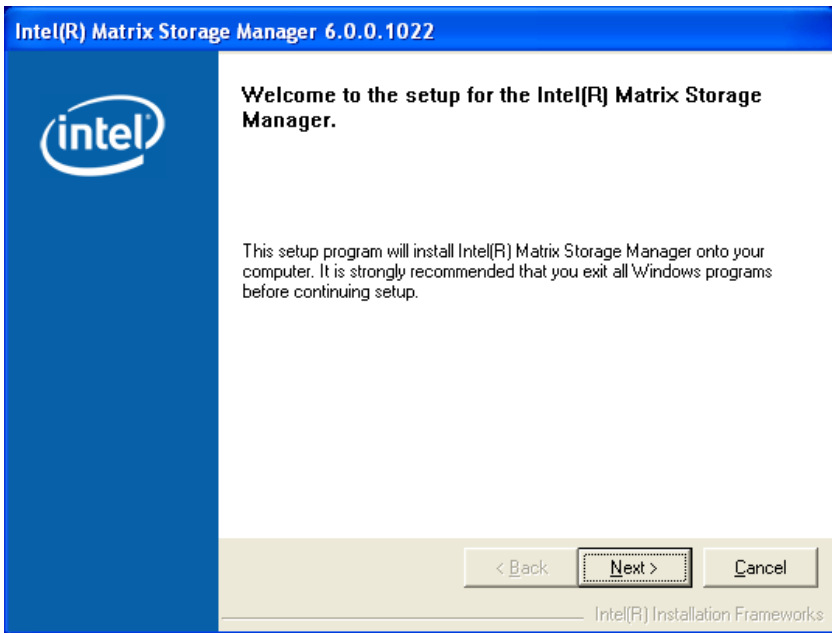 Intel(R) Matrix Storage Manager 6.0.0.1022
intel
Welcome to the setup for the Intel(R) Matrix Storage
Manager.
This setup program will install Intel(R) Matrix Storage Manager onto your
computer. It is strongly recommended that you exit all Windows programs
before continuing setup.
< Back
Next >
Cancel
Intel(R) Installation Frameworks